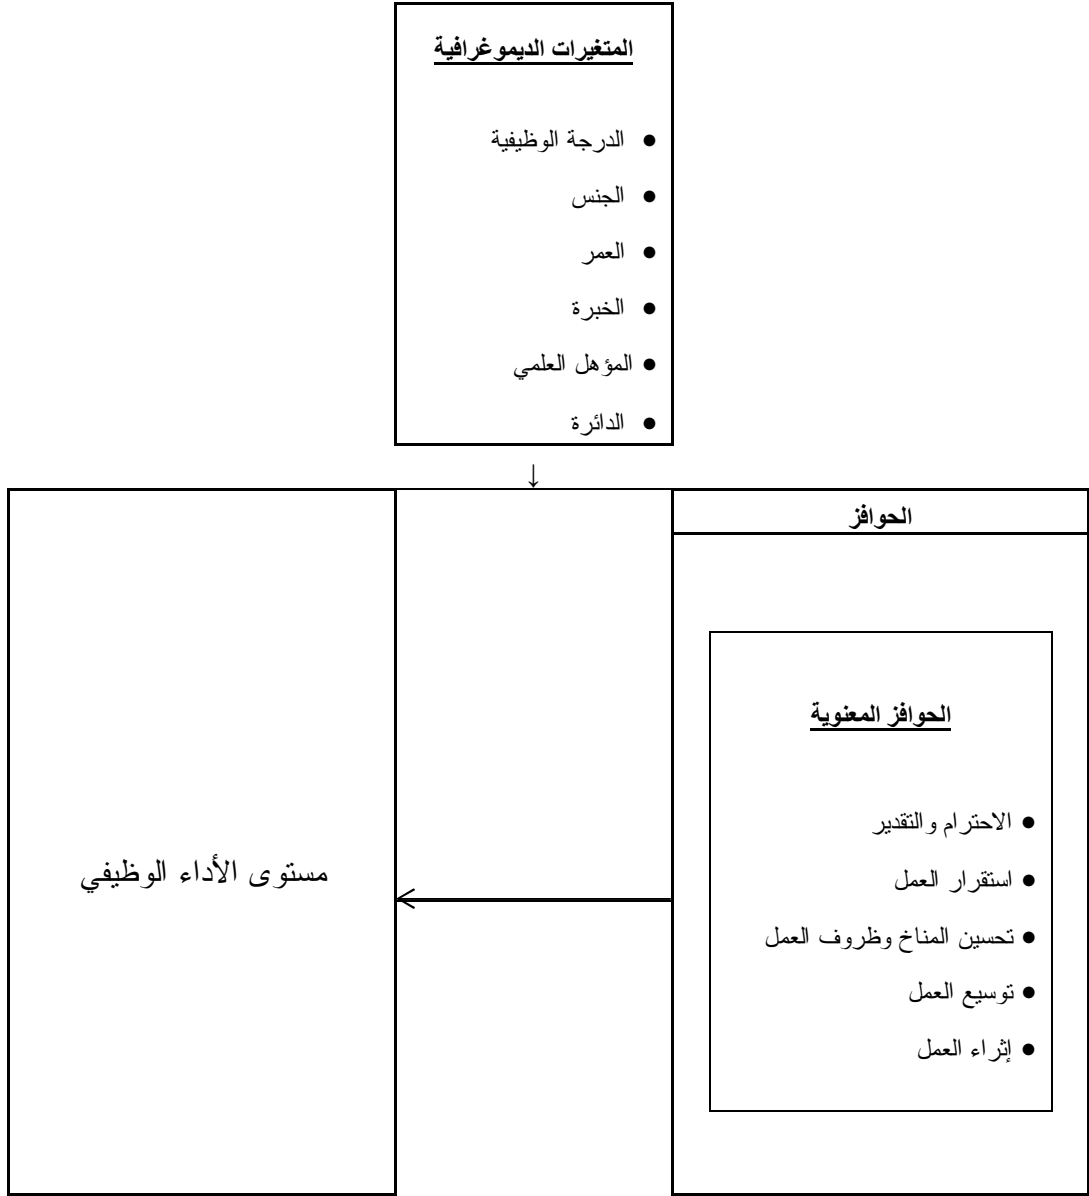 المتغيرات الديموغرافية
● الدرجة الوظيفية
● الجنس
● العمر
● الخبرة
● المؤهل العلمي
● الدائرة
↓
الحوافز
الحوافز المعنوية
● الاحترام والتقدير
● استقرار العمل
● تحسين المناخ وظروف العمل
● توسيع العمل
● إثراء العمل
مستوى الأداء الوظيفي